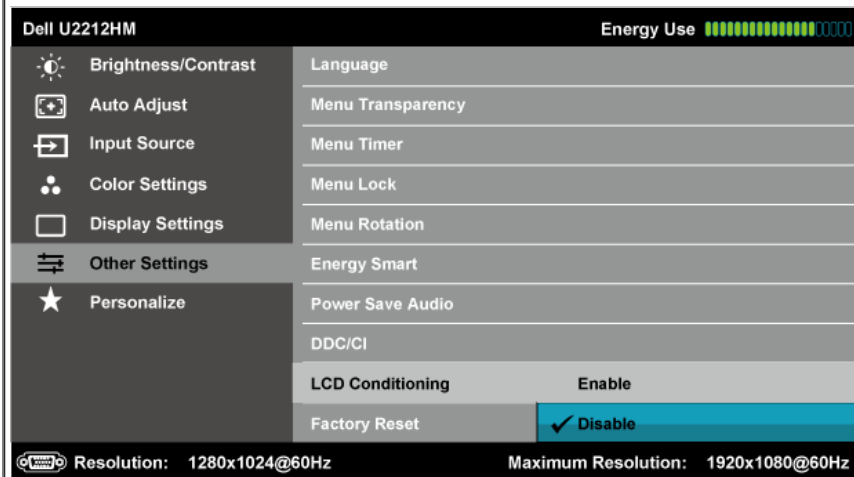 Dell U2212HM Energy Use
Brightness/Contrast Language
Auto Adjust Menu Transparency
Input Source Menu Timer
Color Settings Menu Lock
Display Settings Menu Rotation
Other Settings Energy Smart
Personalize Power Save Audio
DDC/CI
LCD Conditioning Enable
Factory Reset Disable
Resolution: 1280x1024@60Hz Maximum Resolution: 1920x1080@60Hz